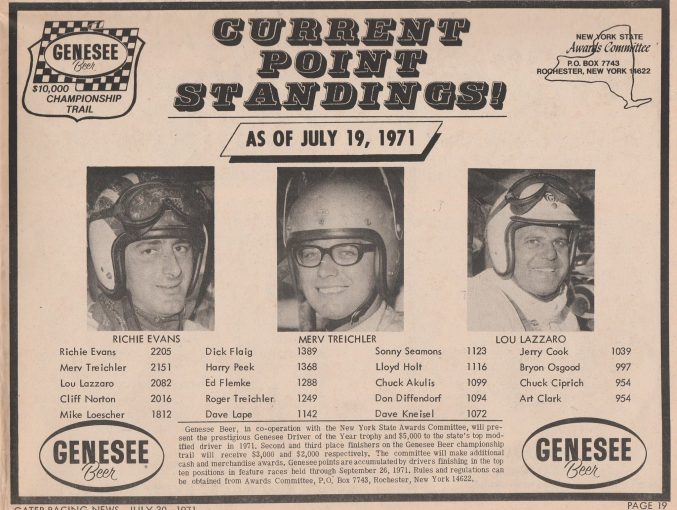 GENESEE
Beer
$10,000
CHAMPIONSHIP
TRAIL
CURRENT
POINT
STANDINGS!
NEW YORK STATE
Awards Committee
P.O. BOX 7743
ROCHESTER, NEW YORK 14622
AS OF JULY 19, 1971
RICHIE EVANS
MERV TREICHLER
LOU LAZZARO
Richie Evans 2205
Merv Treichler 2151
Lou Lazzaro 2082
Cliff Norton 2016
Mike Loescher 1812
Dick Flaig 1389
Harry Peek 1368
Ed Flemke 1288
Roger Treichler 1249
Dave Lape 1142
Sonny Seamons 1123
Lloyd Holt 1116
Chuck Akulis 1099
Don Diffendorf 1094
Dave Kneisel 1072
Jerry Cook 1039
Bryon Osgood 997
Chuck Ciprich 954
Art Clark 954
GENESEE
Beer
Genesee Beer, in co-operation with the New York State Awards Committee, will pre-
sent the prestigious Genesee Driver of the Year trophy and $5,000 to the state's top mod-
ified driver in 1971. Second and third place finishers on the Genesee Beer championship
trail will receive $3,000 and $2,000 respectively. The committee will make additional
cash and merchandise awards. Genesee points are accumulated by drivers finishing in the top
ten positions in feature races held through September 26, 1971. Rules and regulations can
be obtained from Awards Committee, P.O. Box 7743, Rochester, New York 14622.
GENESEE
Beer
GATER RACING NEWS JULY 30, 1971
PAGE 19